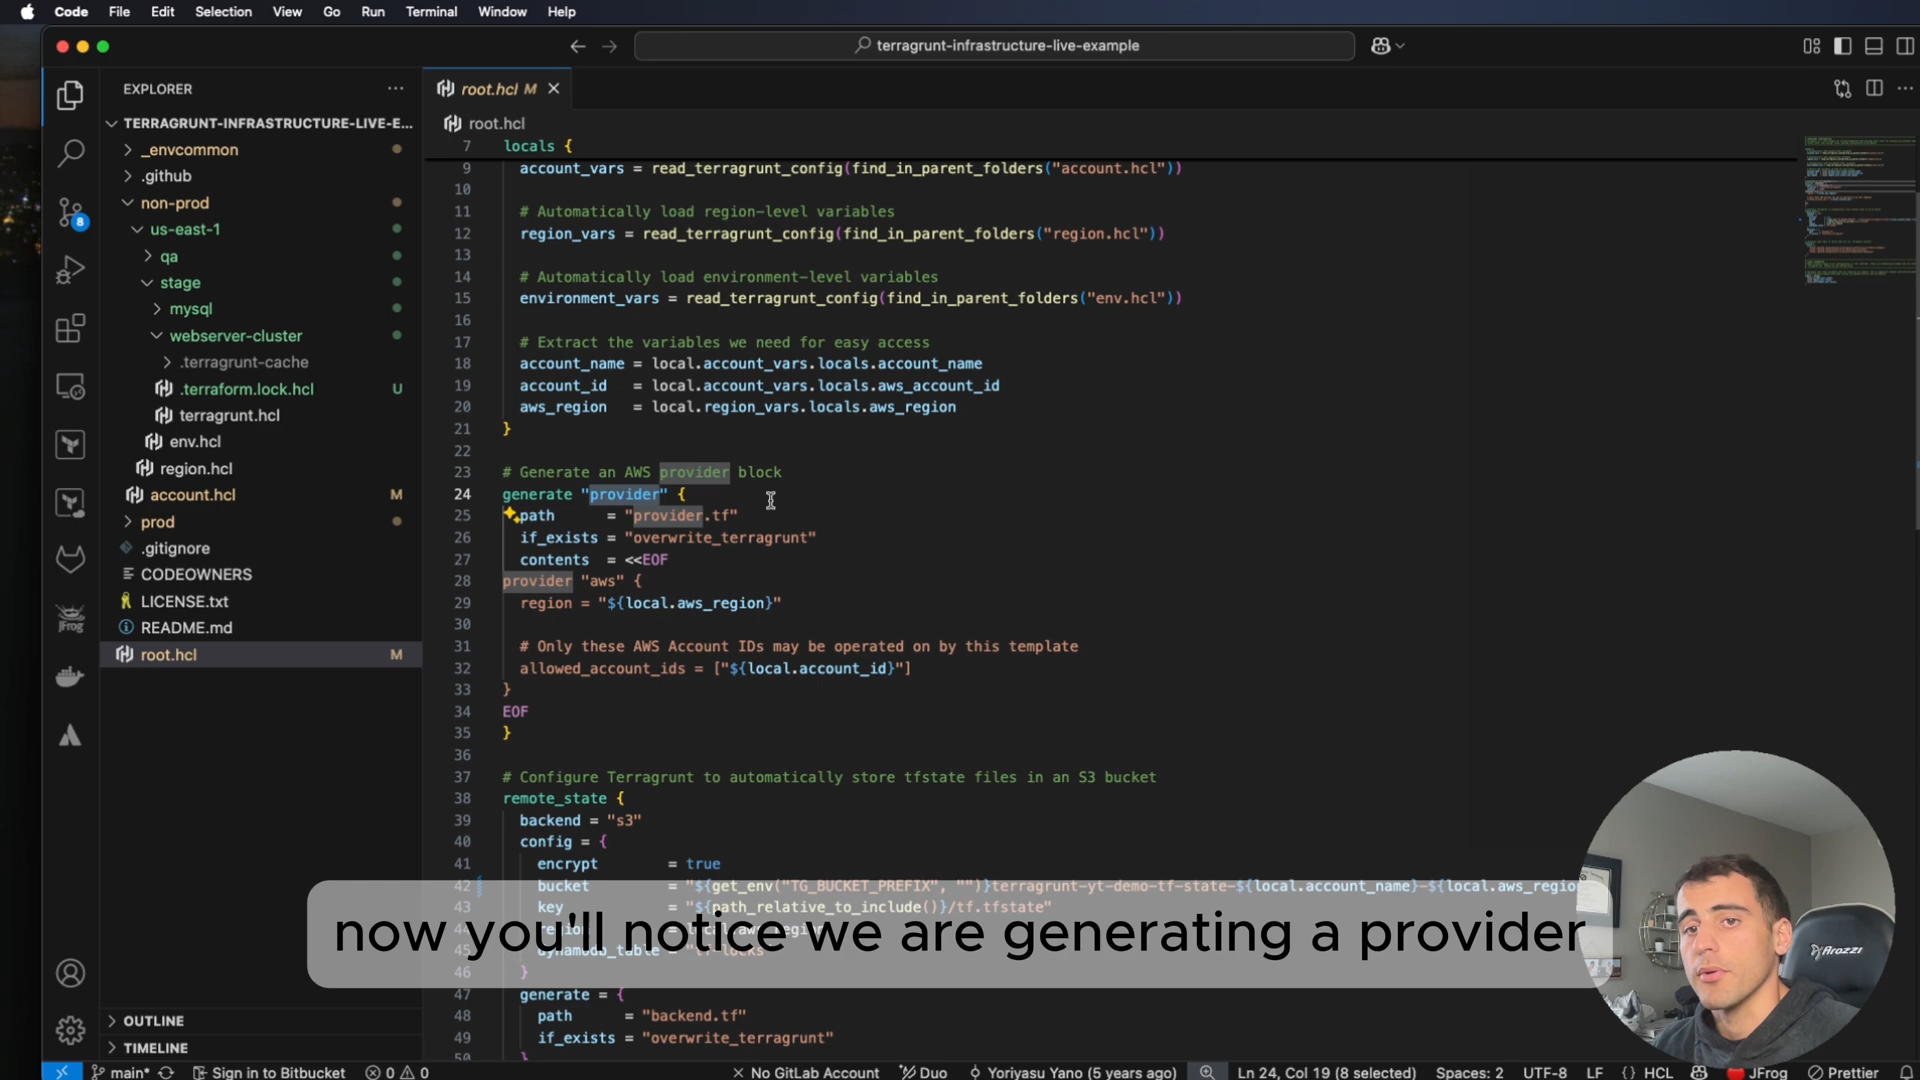 Code File Edit Selection View Go Run Terminal Window Help
terragrunt-infrastructure-live-example
EXPLORER
root.hcl M
TERRAGRUNT-INFRASTRUCTURE-LIVE-E...
_envcommon
.github
non-prod
us-east-1
qa
stage
mysql
webserver-cluster
.terragrunt-cache
.terraform.lock.hcl U
terragrunt.hcl
env.hcl
region.hcl
account.hcl M
prod
.gitignore
CODEOWNERS
LICENSE.txt
README.md
root.hcl M
OUTLINE
TIMELINE
8
JFrog
root.hcl
7 locals {
9 account_vars = read_terragrunt_config(find_in_parent_folders("account.hcl"))
10
11 # Automatically load region-level variables
12 region_vars = read_terragrunt_config(find_in_parent_folders("region.hcl"))
13
14 # Automatically load environment-level variables
15 environment_vars = read_terragrunt_config(find_in_parent_folders("env.hcl"))
16
17 # Extract the variables we need for easy access
18 account_name = local.account_vars.locals.account_name
19 account_id = local.account_vars.locals.aws_account_id
20 aws_region = local.region_vars.locals.aws_region
21 }
22
23 # Generate an AWS provider block
24 generate "provider" {
25 path = "provider.tf"
26 if_exists = "overwrite_terragrunt"
27 contents = <<EOF
28 provider "aws" {
29 region = "${local.aws_region}"
30
31 # Only these AWS Account IDs may be operated on by this template
32 allowed_account_ids = ["${local.account_id}"]
33 }
34 EOF
35 }
36
37 # Configure Terragrunt to automatically store tfstate files in an S3 bucket
38 remote_state {
39 backend = "s3"
40 config = {
41 encrypt = true
42 bucket = "${get_env("TG_BUCKET_PREFIX", "")}terragrunt-yt-demo-tf-state-${local.account_name}-${local.aws_regio
43 key = "${path_relative_to_include()}/tf.tfstate"
44
45 dynamodb_table
46 }
47 generate = {
48 path = "backend.tf"
49 if_exists = "overwrite_terragrunt"
50 }
now you'll notice we are generating a provider
Arozzi
main* Sign in to Bitbucket 0 0 No GitLab Account Duo Yoriyasu Yano (5 years ago) Ln 24, Col 19 (8 selected) Spaces: 2 UTF-8 LF {} HCL JFrog Prettier